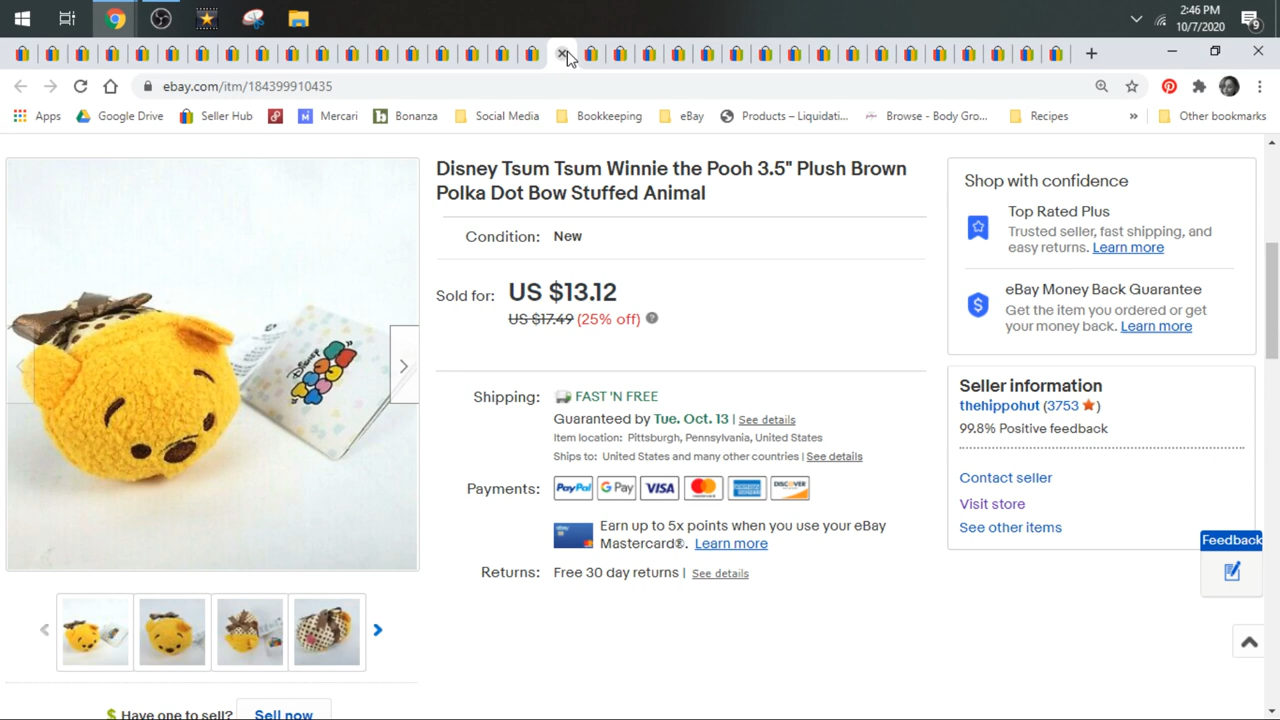 2:46 PM
10/7/2020
9
ebay.com/itm/184399910435
Apps
Google Drive
Seller Hub
Mercari
Bonanza
Social Media
Bookkeeping
eBay
Products – Liquidati...
Browse - Body Gro...
Recipes
»
Other bookmarks
Disney Tsum Tsum Winnie the Pooh 3.5" Plush Brown
Polka Dot Bow Stuffed Animal
Condition: New
Sold for: US $13.12
US $17.49 (25% off)
Shipping: FAST 'N FREE
Guaranteed by Tue. Oct. 13 | See details
Item location: Pittsburgh, Pennsylvania, United States
Ships to: United States and many other countries | See details
Payments: PayPal G Pay VISA mastercard AMERICAN EXPRESS DISCOVER
Earn up to 5x points when you use your eBay
Mastercard®. Learn more
Returns: Free 30 day returns | See details
Shop with confidence
Top Rated Plus
Trusted seller, fast shipping, and
easy returns. Learn more
eBay Money Back Guarantee
Get the item you ordered or get
your money back. Learn more
Seller information
thehippohut (3753 ★)
99.8% Positive feedback
Contact seller
Visit store
See other items
Feedback
Disney
Have one to sell? Sell now